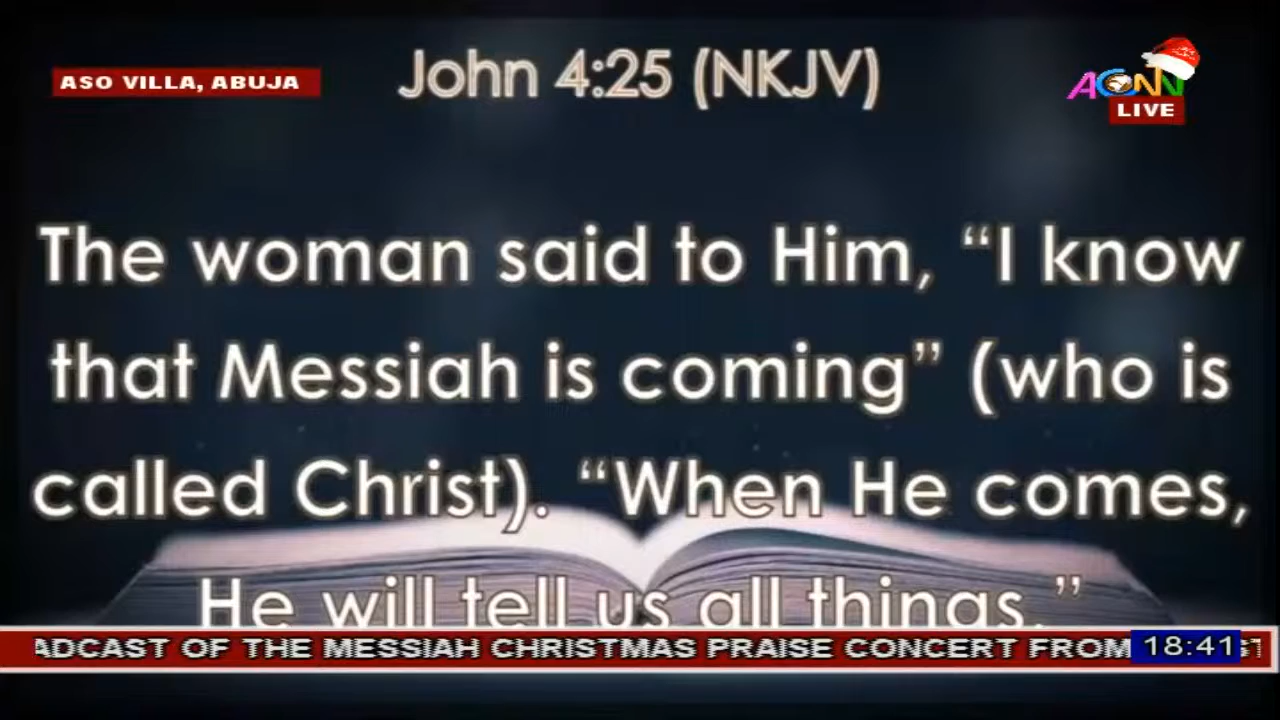 John 4:25 (NKJV)
ASO VILLA, ABUJA
ACNN
LIVE
The woman said to Him, “I know
that Messiah is coming” (who is
called Christ). “When He comes,
He will tell us all things.”
OF THE MESSIAH CHRISTMAS PRAISE CONCERT FROM
18:41